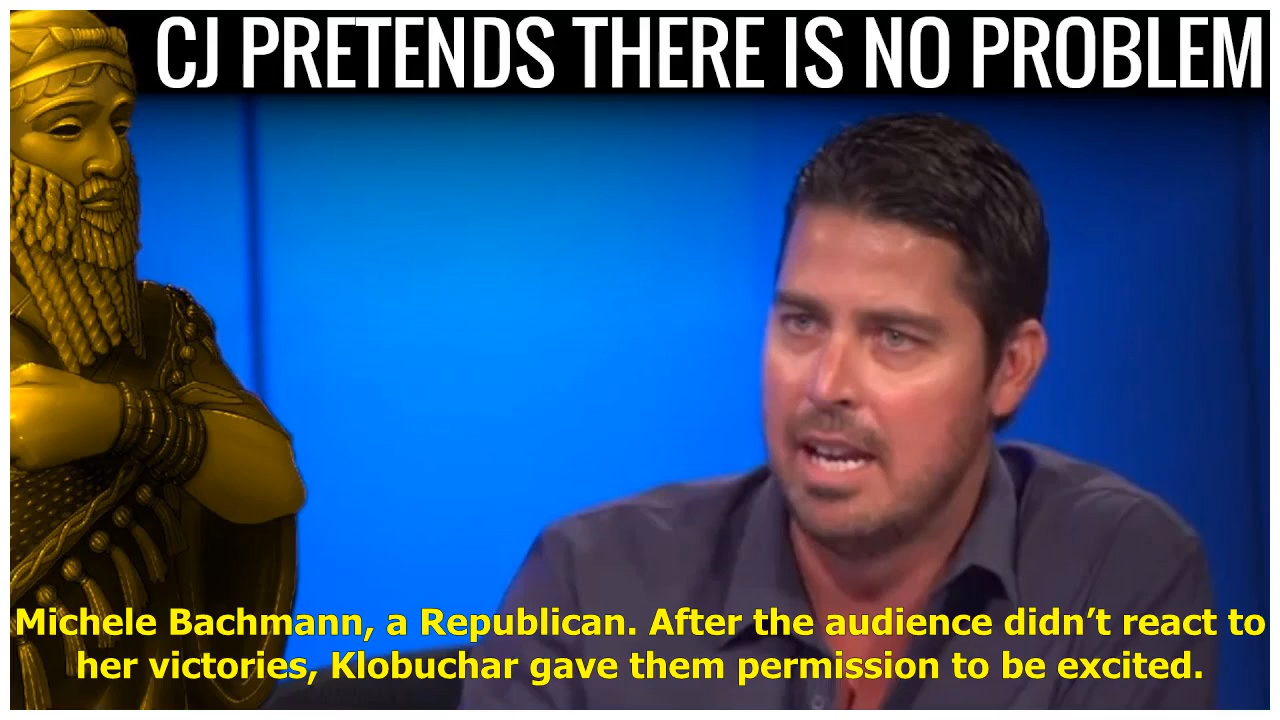 CJ PRETENDS THERE IS NO PROBLEM
Michele Bachmann, a Republican. After the audience didn’t react to
her victories, Klobuchar gave them permission to be excited.